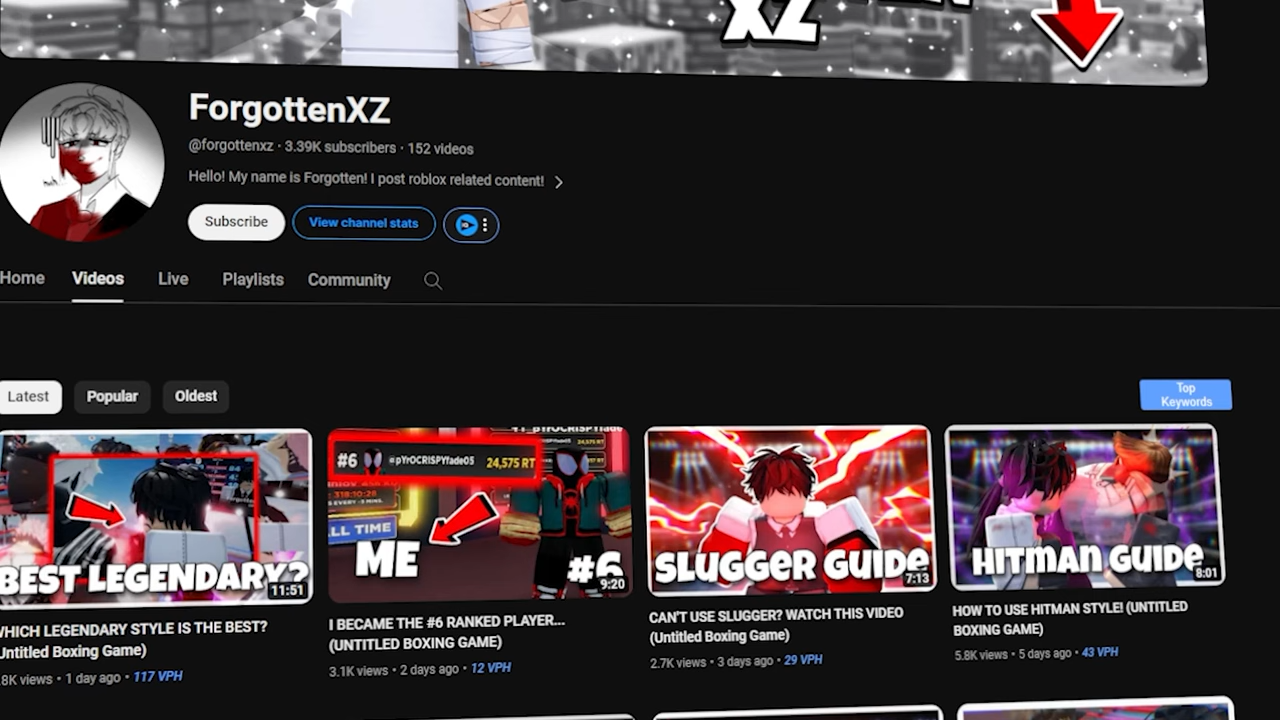 XZ
ForgottenXZ
@forgottenxz · 3.39K subscribers · 152 videos
Hello! My name is Forgotten! I post roblox related content!
Subscribe
View channel stats
Home Videos Live Playlists Community
Latest Popular Oldest
Top
Keywords
BEST LEGENDARY?
11:51
#6 @pYrOCRISPYfade05 24,575 RT
ALL TIME
ME
#6
9:20
SLUGGER GUIDE
7:13
HITMAN GUIDE
8:01
WHICH LEGENDARY STYLE IS THE BEST?
(Untitled Boxing Game)
8K views • 1 day ago • 117 VPH
I BECAME THE #6 RANKED PLAYER...
(UNTITLED BOXING GAME)
3.1K views • 2 days ago • 12 VPH
CAN'T USE SLUGGER? WATCH THIS VIDEO
(Untitled Boxing Game)
2.7K views • 3 days ago • 29 VPH
HOW TO USE HITMAN STYLE! (UNTITLED
BOXING GAME)
5.8K views • 5 days ago • 43 VPH